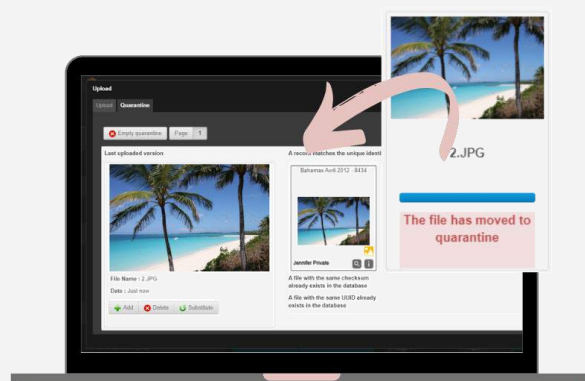 Upload
Upload Quarantine
Empty quarantine Page 1
Last uploaded version
A record matches the unique identi
Bahamas Avril 2012 - 8434
Jennifer Private
File Name : 2.JPG
Date : Just now
Add Delete Substitute
A file with the same checksum
already exists in the database
A file with the same UUID already
exists in the database
2.JPG
The file has moved to
quarantine